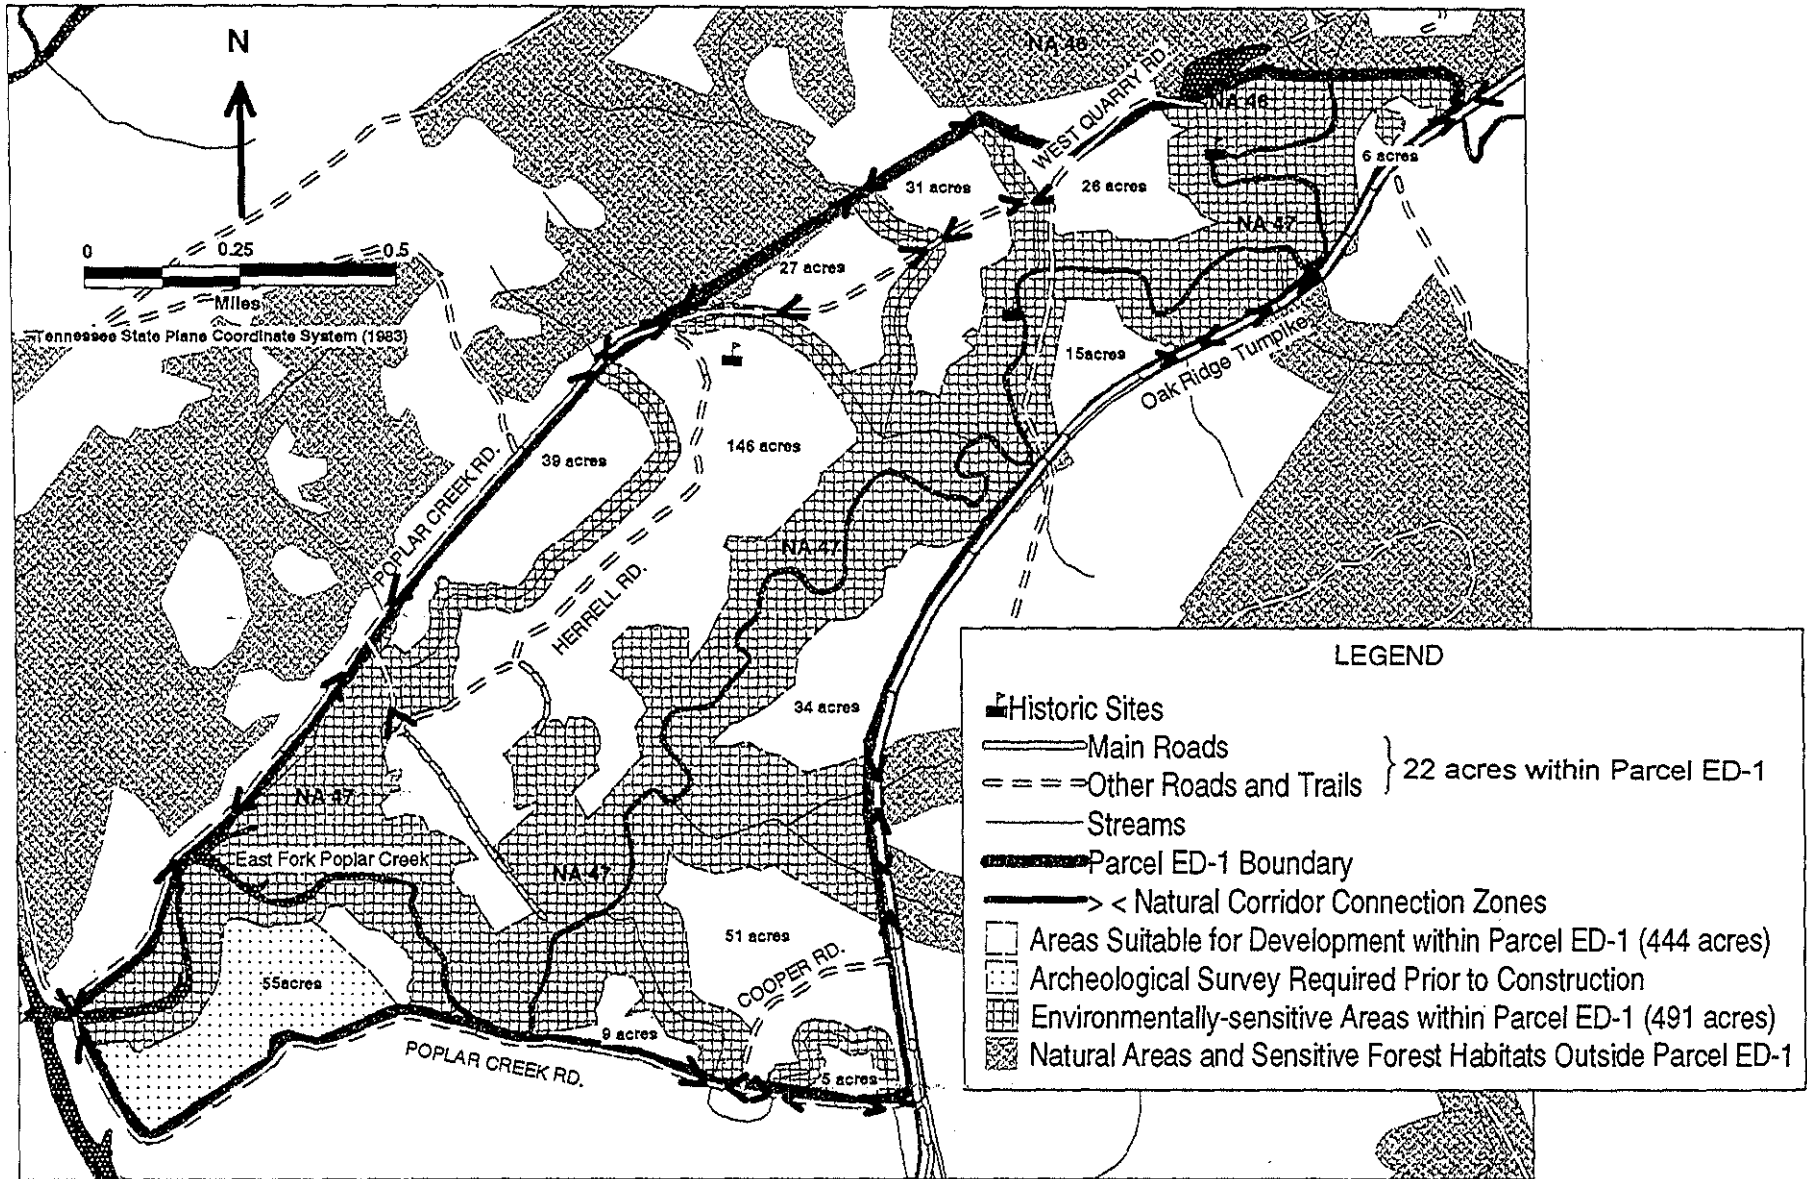 N
NA 46
WEST QUARRY RD.
NA 46
6 acres
31 acres
26 acres
NA 47
0 0.25 0.5
Miles
27 acres
Tennessee State Plane Coordinate System (1983)
15acres
Oak Ridge Turnpike
146 acres
39 acres
POPLAR CREEK RD.
NA 47
HERRELL RD.
34 acres
NA 47
East Fork Poplar Creek
NA 47
51 acres
COOPER RD.
55acres
9 acres
POPLAR CREEK RD.
5 acres
LEGEND
Historic Sites
Main Roads
Other Roads and Trails
22 acres within Parcel ED-1
Streams
Parcel ED-1 Boundary
> < Natural Corridor Connection Zones
Areas Suitable for Development within Parcel ED-1 (444 acres)
Archeological Survey Required Prior to Construction
Environmentally-sensitive Areas within Parcel ED-1 (491 acres)
Natural Areas and Sensitive Forest Habitats Outside Parcel ED-1